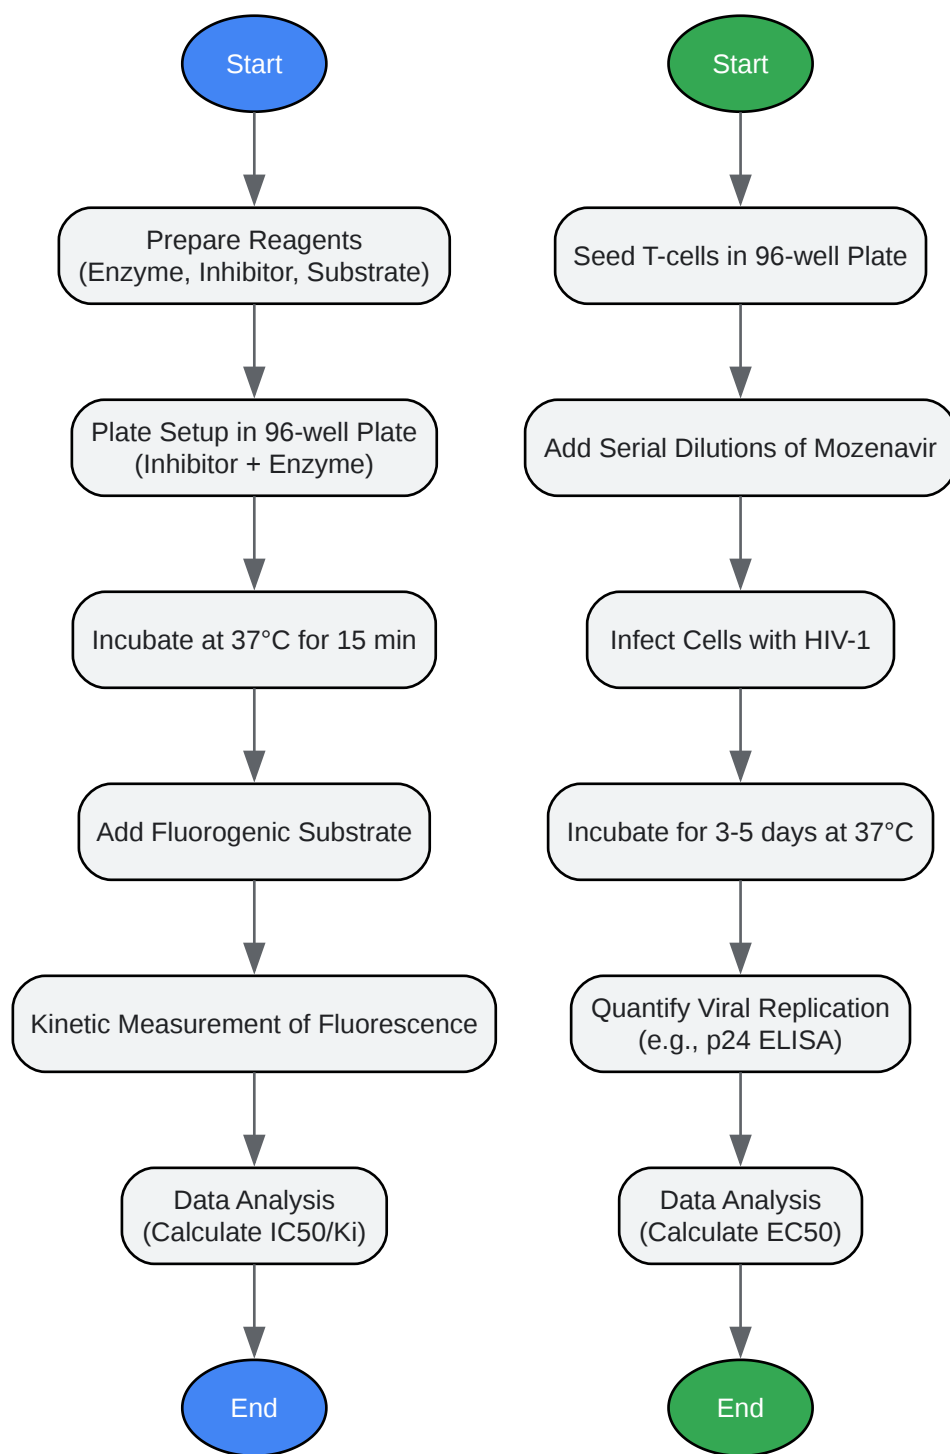 Start
Prepare Reagents
(Enzyme, Inhibitor, Substrate)
Plate Setup in 96-well Plate
(Inhibitor + Enzyme)
Incubate at 37°C for 15 min
Add Fluorogenic Substrate
Kinetic Measurement of Fluorescence
Data Analysis
(Calculate IC50/Ki)
End
Start
Seed T-cells in 96-well Plate
Add Serial Dilutions of Mozenavir
Infect Cells with HIV-1
Incubate for 3-5 days at 37°C
Quantify Viral Replication
(e.g., p24 ELISA)
Data Analysis
(Calculate EC50)
End